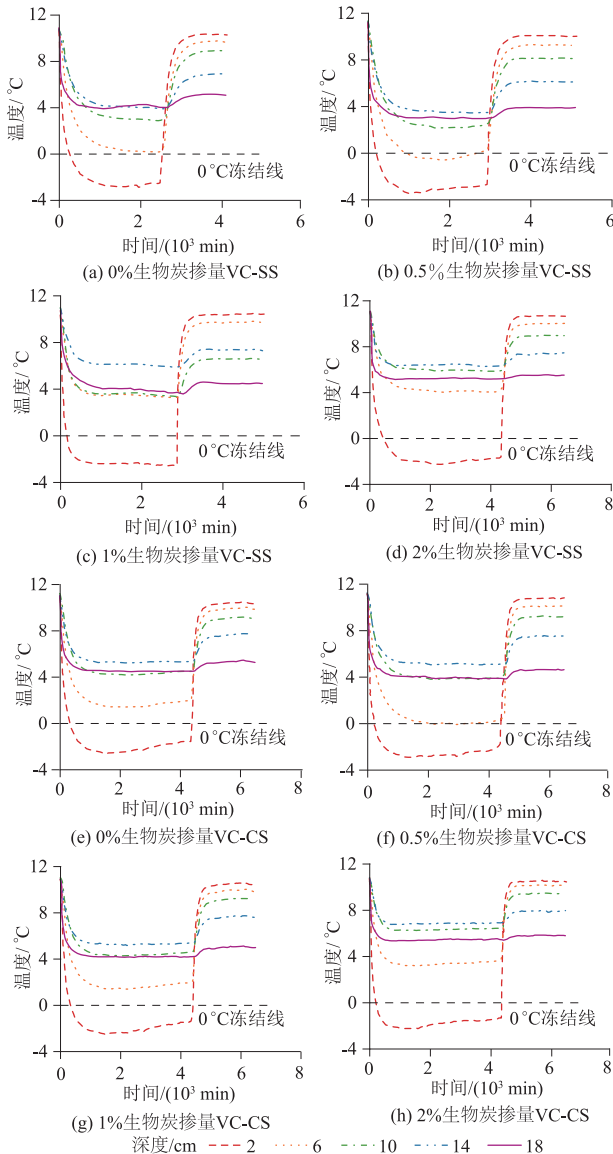 12
8
4
0
-4
温度/ °C
0 °C冻结线
0 2 4 6
时间/(10³ min)
(a) 0%生物炭掺量VC-SS
12
8
4
0
-4
温度/ °C
0 °C冻结线
0 2 4 6
时间/(10³ min)
(b) 0.5%生物炭掺量VC-SS
12
8
4
0
-4
温度/ °C
0 °C冻结线
0 2 4 6
时间/(10³ min)
(c) 1%生物炭掺量VC-SS
12
8
4
0
-4
温度/ °C
0 °C冻结线
0 2 4 6 8
时间/(10³ min)
(d) 2%生物炭掺量VC-SS
12
8
4
0
-4
温度/ °C
0 °C冻结线
0 2 4 6 8
时间/(10³ min)
(e) 0%生物炭掺量VC-CS
12
8
4
0
-4
温度/ °C
0 °C冻结线
0 2 4 6 8
时间/(10³ min)
(f) 0.5%生物炭掺量VC-CS
12
8
4
0
-4
温度/ °C
0 °C冻结线
0 2 4 6 8
时间/(10³ min)
(g) 1%生物炭掺量VC-CS
12
8
4
0
-4
温度/ °C
0 °C冻结线
0 2 4 6 8
时间/(10³ min)
(h) 2%生物炭掺量VC-CS
深度/cm 2 6 10 14 18